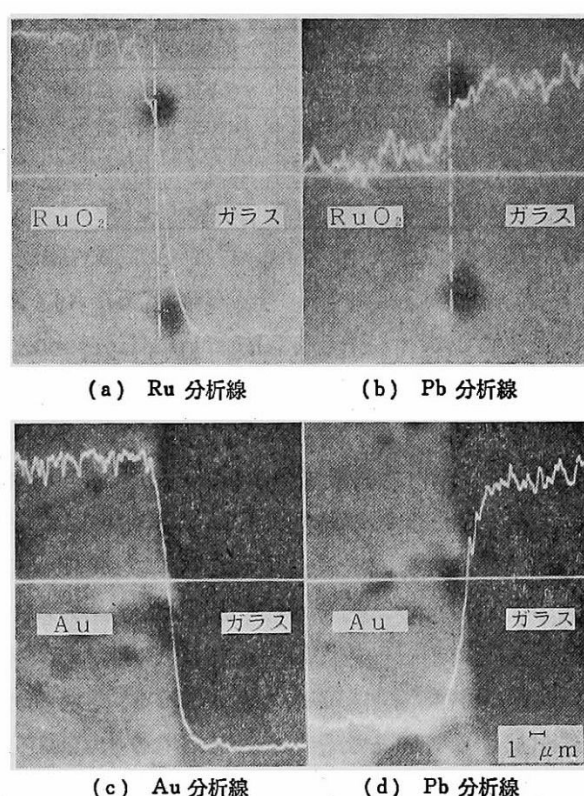 RuO₂ ガラス RuO₂ ガラス
(a) Ru 分析線 (b) Pb 分析線
Au ガラス Au ガラス
1 μm
(c) Au 分析線 (d) Pb 分析線